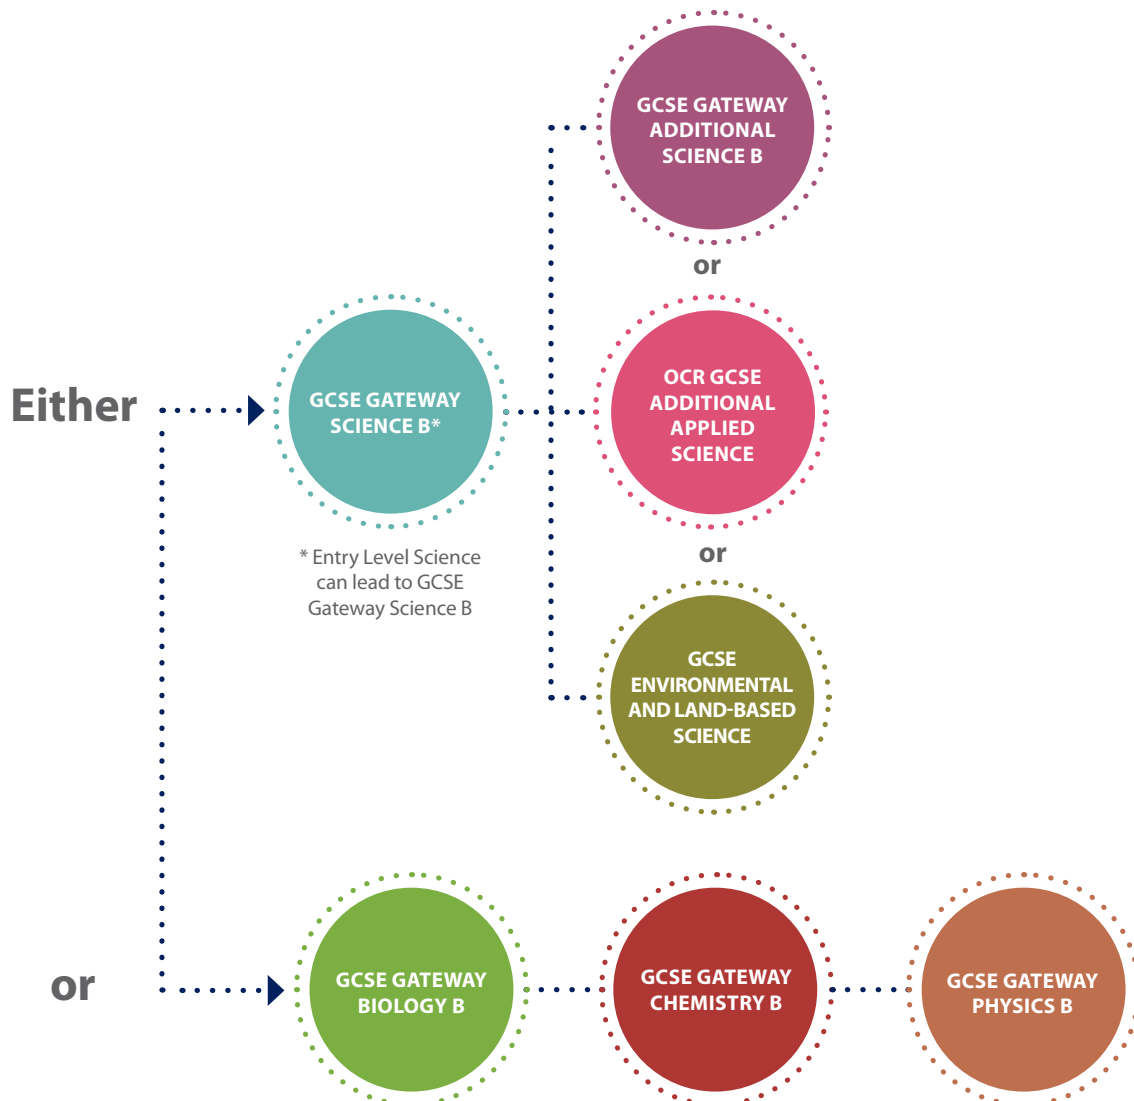 GCSE GATEWAY
ADDITIONAL
SCIENCE B
or
Either
GCSE GATEWAY
SCIENCE B*
OCR GCSE
ADDITIONAL
APPLIED
SCIENCE
* Entry Level Science
can lead to GCSE
Gateway Science B
or
GCSE
ENVIRONMENTAL
AND LAND-BASED
SCIENCE
or
GCSE GATEWAY
BIOLOGY B
GCSE GATEWAY
CHEMISTRY B
GCSE GATEWAY
PHYSICS B